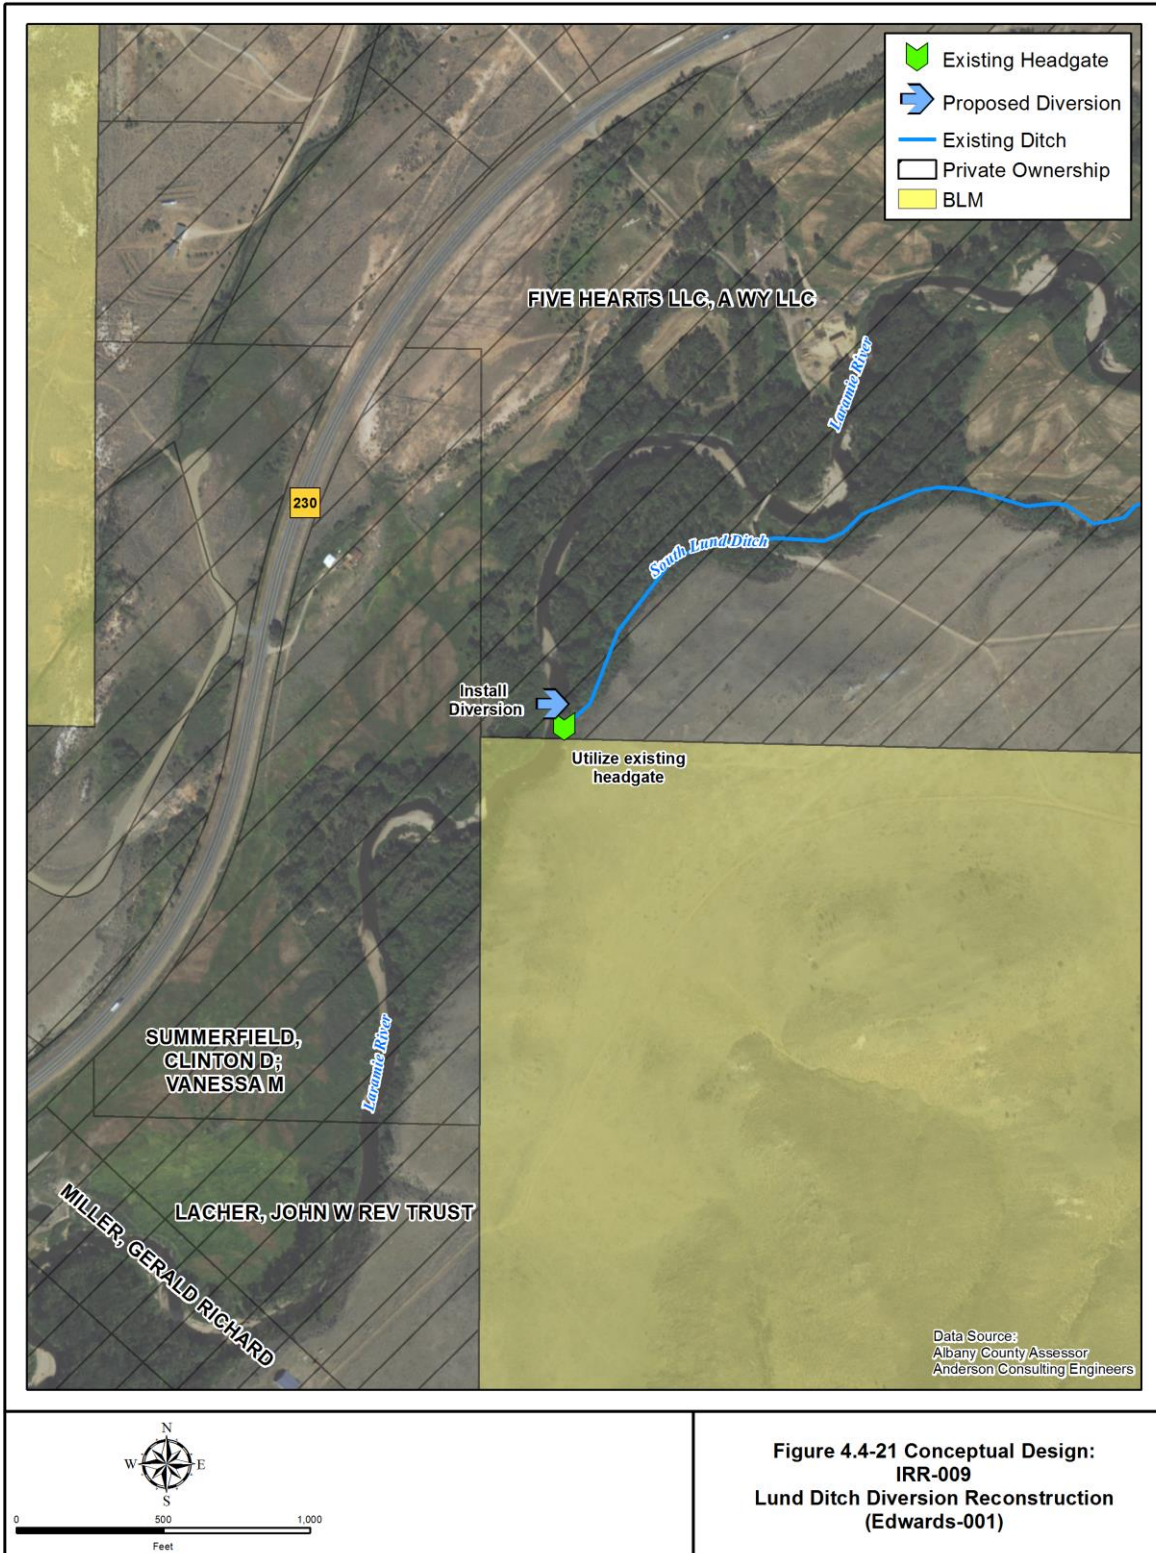 Existing Headgate
Proposed Diversion
Existing Ditch
Private Ownership
BLM
FIVE HEARTS LLC, A WY LLC
Laramie River
230
South Lund Ditch
Install
Diversion
Utilize existing
headgate
SUMMERFIELD,
CLINTON D;
VANESSA M
Laramie River
LACHER, JOHN W REV TRUST
MILLER, GERALD RICHARD
Data Source:
Albany County Assessor
Anderson Consulting Engineers
N
W E
S
0 500 1,000
Feet
Figure 4.4-21 Conceptual Design:
IRR-009
Lund Ditch Diversion Reconstruction
(Edwards-001)